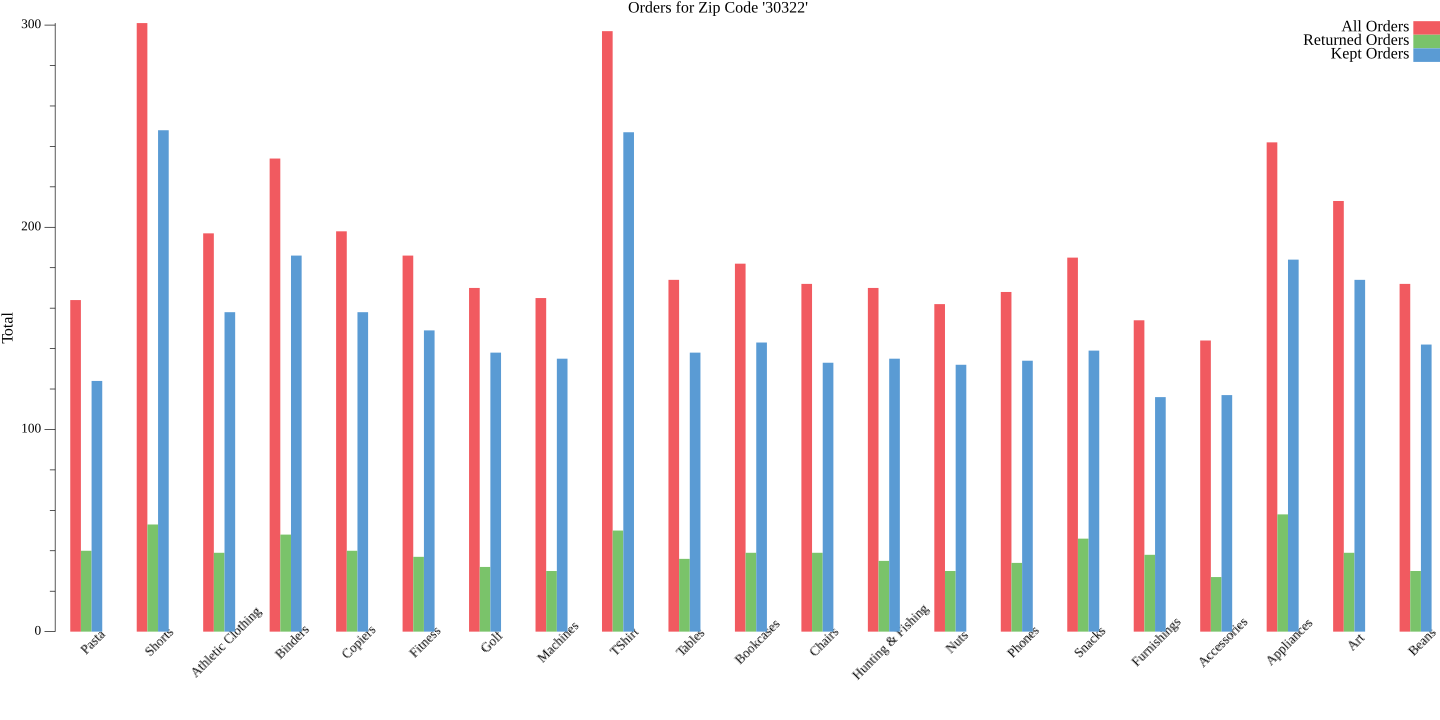 Orders for Zip Code '30322'
All Orders
Returned Orders
Kept Orders
300
200
100
0
Total
Pasta
Shorts
Athletic Clothing
Binders
Copiers
Fitness
Golf
Machines
TShirt
Tables
Bookcases
Chairs
Hunting & Fishing
Nuts
Phones
Snacks
Furnishings
Accessories
Appliances
Art
Beans